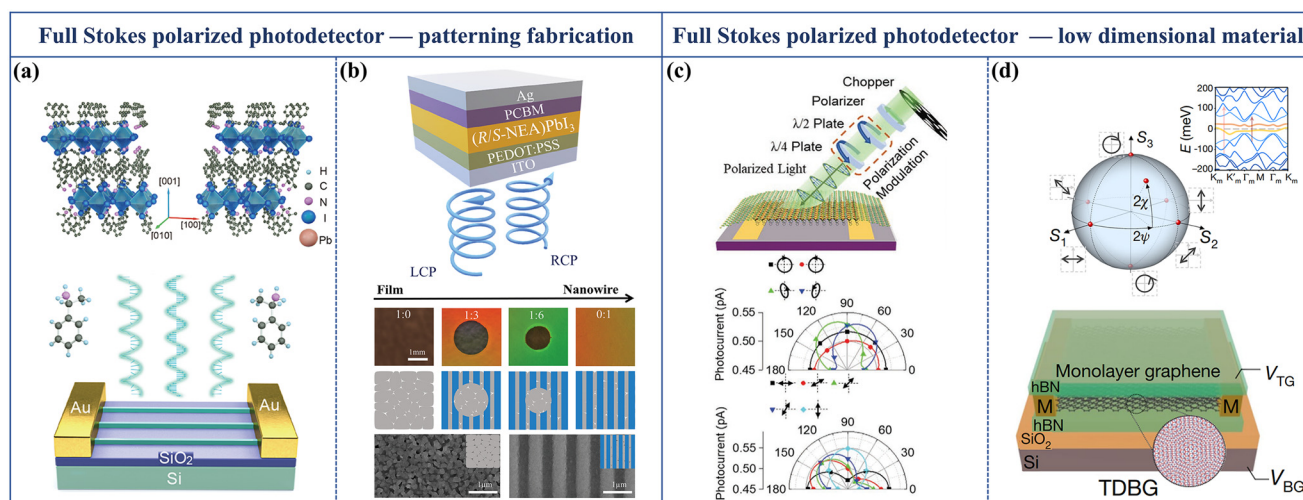 Full Stokes polarized photodetector — patterning fabrication
Full Stokes polarized photodetector — low dimensional material
(a)
[001]
[010]
[100]
H
C
N
I
Pb
Au
Au
SiO2
Si
(b)
Ag
PCBM
(R/S-NEA)PbI3
PEDOT:PSS
ITO
LCP
RCP
Film
Nanowire
1:0
1:3
1:6
0:1
1mm
1μm
1μm
(c)
Chopper
Polarizer
λ/2 Plate
λ/4 Plate
Polarized Light
Polarization
Modulation
Photocurrent (pA)
0.55
0.50
0.45
180
150
120
90
60
30
0
Photocurrent (pA)
0.55
0.50
0.45
180
150
120
90
60
30
0
(d)
E (meV)
200
100
0
-100
-200
Km K'm Γm M Γm Km
S3
S1
S2
2χ
2ψ
Monolayer graphene
VTG
hBN
M
M
hBN
SiO2
Si
TDBG
VBG